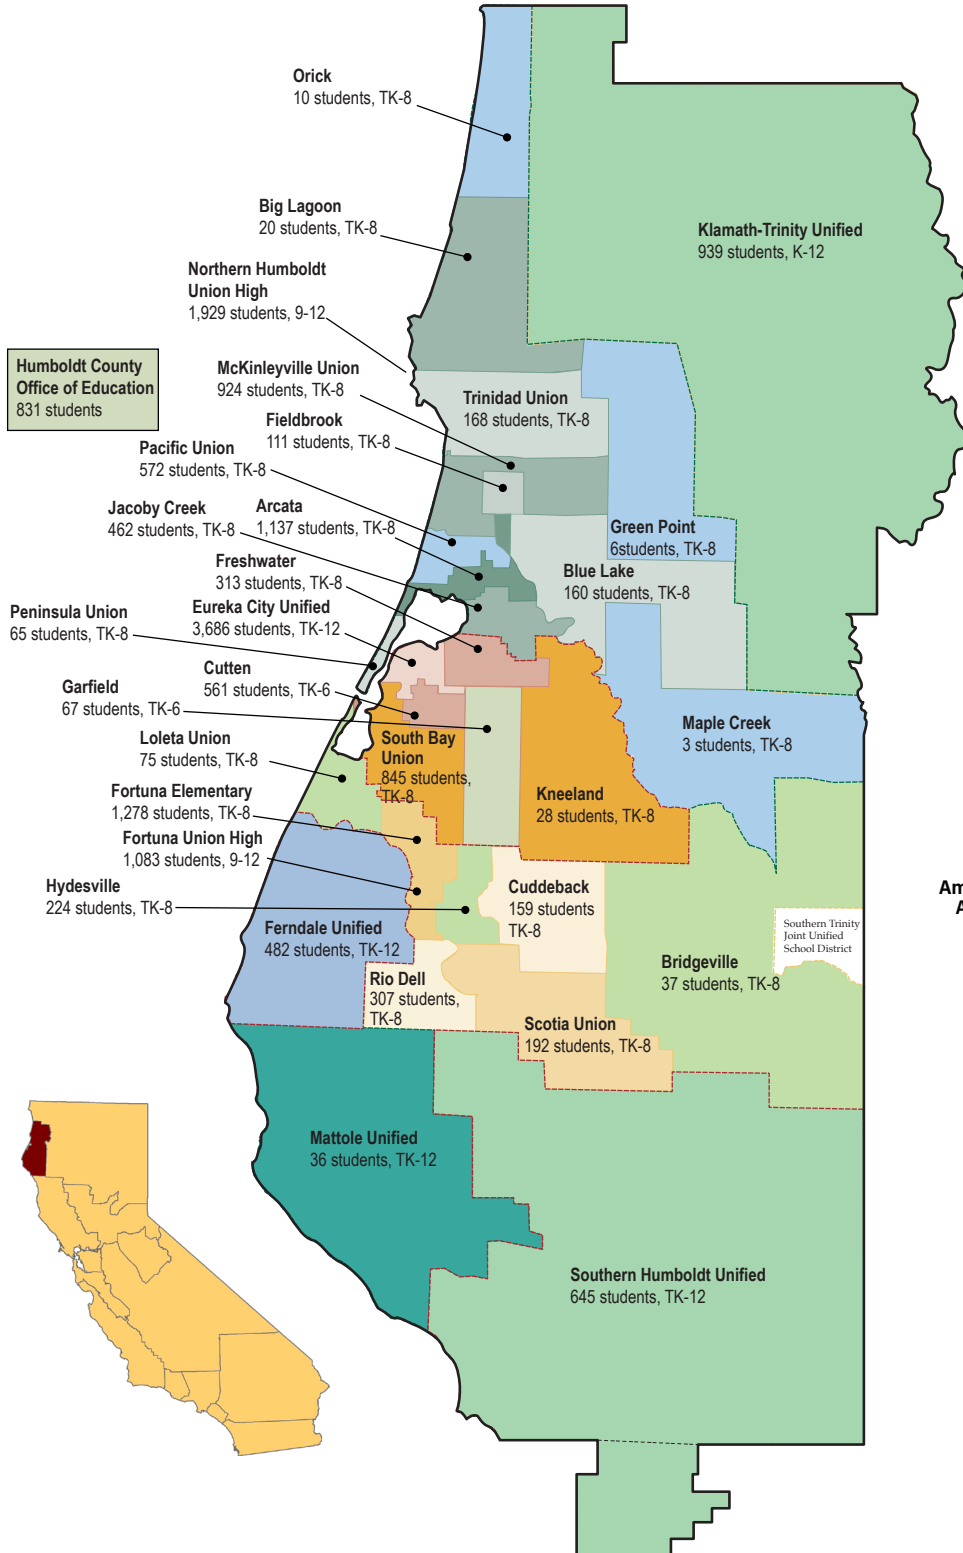 Orick
10 students, TK-8
Big Lagoon
20 students, TK-8
Klamath-Trinity Unified
939 students, K-12
Northern Humboldt
Union High
1,929 students, 9-12
Humboldt County
Office of Education
831 students
McKinleyville Union
924 students, TK-8
Trinidad Union
168 students, TK-8
Fieldbrook
111 students, TK-8
Pacific Union
572 students, TK-8
Jacoby Creek
462 students, TK-8
Arcata
1,137 students, TK-8
Green Point
6students, TK-8
Freshwater
313 students, TK-8
Blue Lake
160 students, TK-8
Peninsula Union
65 students, TK-8
Eureka City Unified
3,686 students, TK-12
Cutten
561 students, TK-6
Garfield
67 students, TK-6
Maple Creek
3 students, TK-8
Loleta Union
75 students, TK-8
South Bay
Union
845 students,
TK-8
Kneeland
28 students, TK-8
Fortuna Elementary
1,278 students, TK-8
Fortuna Union High
1,083 students, 9-12
Hydesville
224 students, TK-8
Cuddeback
159 students
TK-8
Am
A
Southern Trinity
Joint Unified
School District
Ferndale Unified
482 students, TK-12
Bridgeville
37 students, TK-8
Rio Dell
307 students,
TK-8
Scotia Union
192 students, TK-8
Mattole Unified
36 students, TK-12
Southern Humboldt Unified
645 students, TK-12